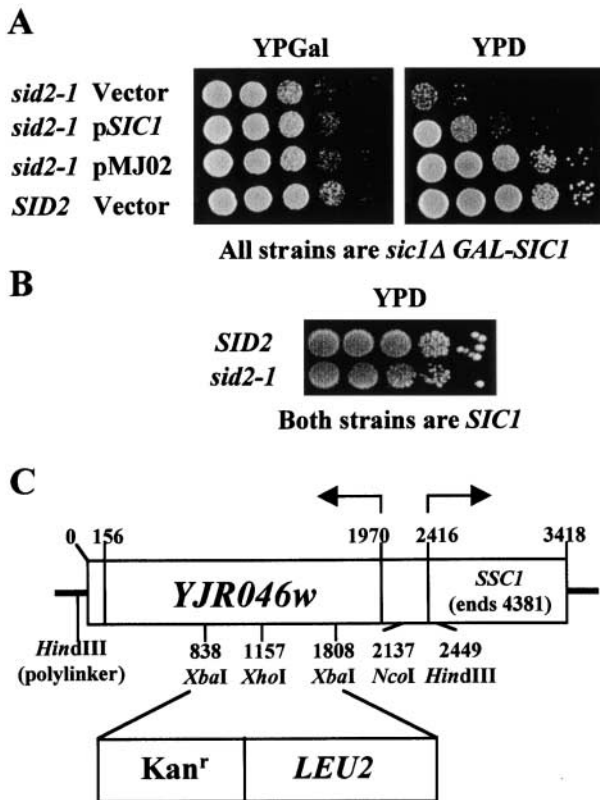 A
YPGal YPD
sid2-1 Vector
sid2-1 pSIC1
sid2-1 pMJ02
SID2 Vector
All strains are sic1Δ GAL-SIC1
B
YPD
SID2
sid2-1
Both strains are SIC1
C
0 156 1970 2416 3418
YJR046w
SSC1
(ends 4381)
HindIII
(polylinker)
838 1157 1808 2137 2449
XbaI XhoI XbaI NcoI HindIII
Kanʳ LEU2